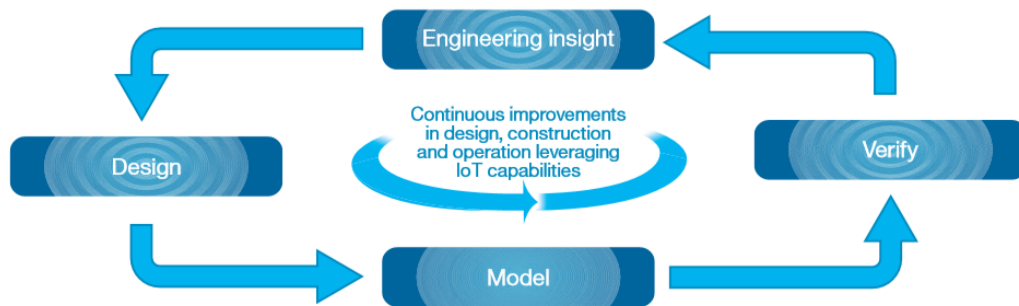 Engineering insight
Continuous improvements
in design, construction
and operation leveraging
IoT capabilities
Design
Verify
Model